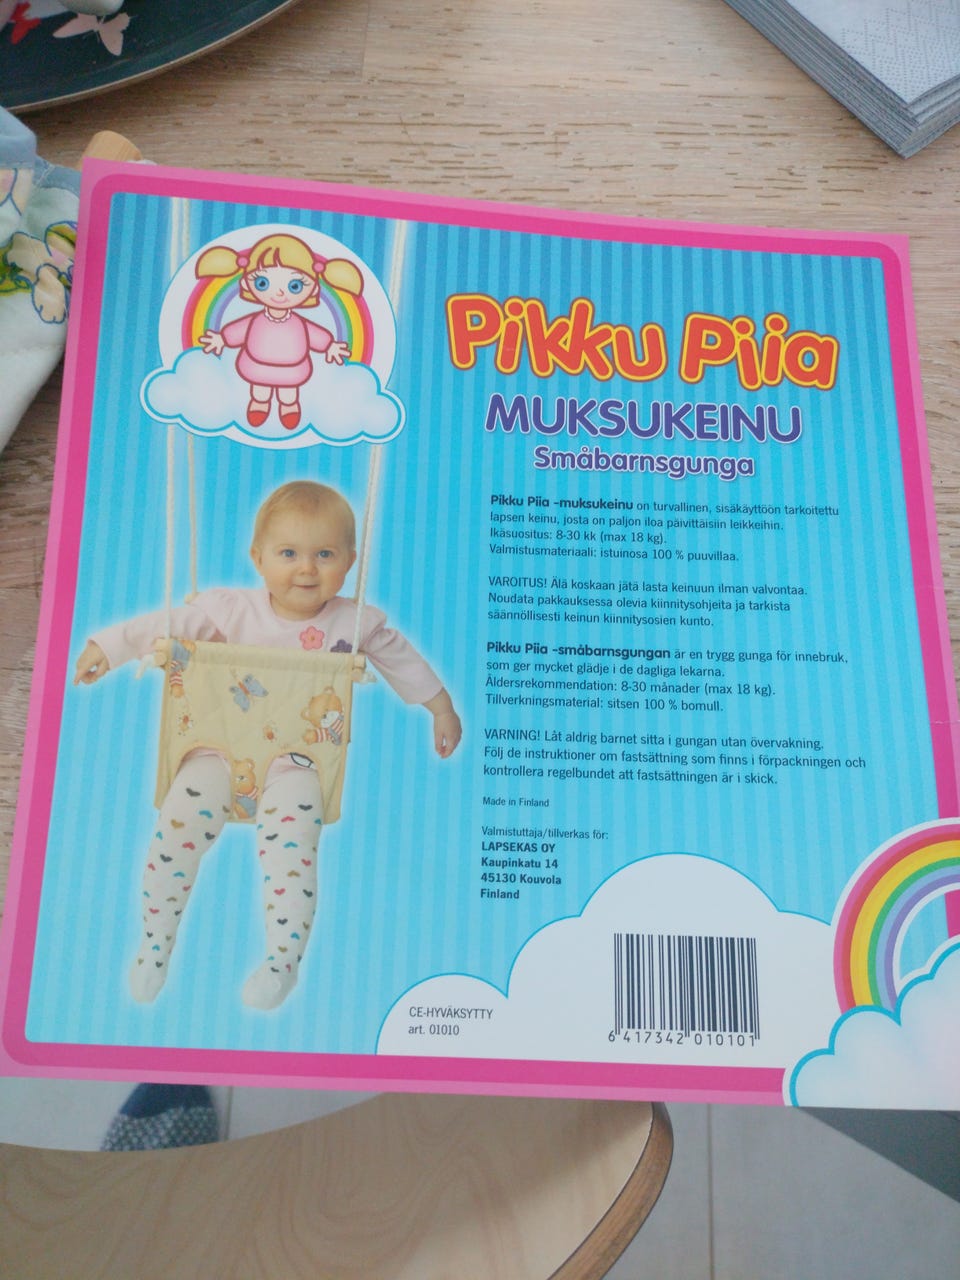 Pikku Piia
MUKSUKEINU
Småbarnsgunga
Pikku Piia -muksukeinu on turvallinen, sisäkäyttöön tarkoitettu
lapsen keinu, josta on paljon iloa päivittäisiin leikkeihin.
Ikäsuositus: 8-30 kk (max 18 kg).
Valmistusmateriaali: istuinosa 100 % puuvillaa.
VAROITUS! Älä koskaan jätä lasta keinuun ilman valvontaa.
Noudata pakkauksessa olevia kiinnitysohjeita ja tarkista
säännöllisesti keinun kiinnitysosien kunto.
Pikku Piia -småbarnsgungan är en trygg gunga för innebruk,
som ger mycket glädje i de dagliga lekarna.
Åldersrekommendation: 8-30 månader (max 18 kg).
Tillverkningsmaterial: sitsen 100 % bomull.
VARNING! Låt aldrig barnet sitta i gungan utan övervakning.
Följ de instruktioner om fastsättning som finns i förpackningen och
kontrollera regelbundet att fastsättningen är i skick.
Made in Finland
Valmistuttaja/tillverkas för:
LAPSEKAS OY
Kaupinkatu 14
45130 Kouvola
Finland
CE-HYVÄKSYTTY
art. 01010
6 417342 010101